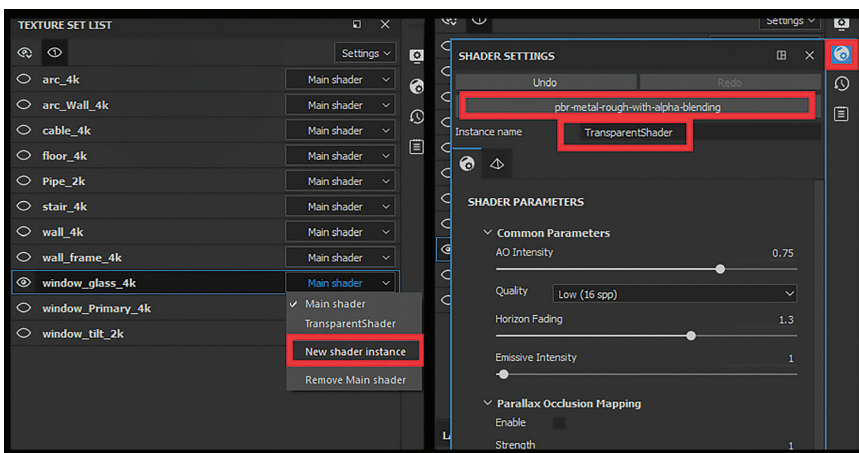 TEXTURE SET LIST
Settings
arc_4k Main shader
arc_Wall_4k Main shader
cable_4k Main shader
floor_4k Main shader
Pipe_2k Main shader
stair_4k Main shader
wall_4k Main shader
wall_frame_4k Main shader
window_glass_4k Main shader
window_Primary_4k
window_tilt_2k
Main shader
TransparentShader
New shader instance
Remove Main shader
Settings
SHADER SETTINGS
Undo Redo
pbr-metal-rough-with-alpha-blending
Instance name TransparentShader
SHADER PARAMETERS
Common Parameters
AO Intensity 0.75
Quality Low (16 spp)
Horizon Fading 1.3
Emissive Intensity 1
Parallax Occlusion Mapping
Enable
Strength 1